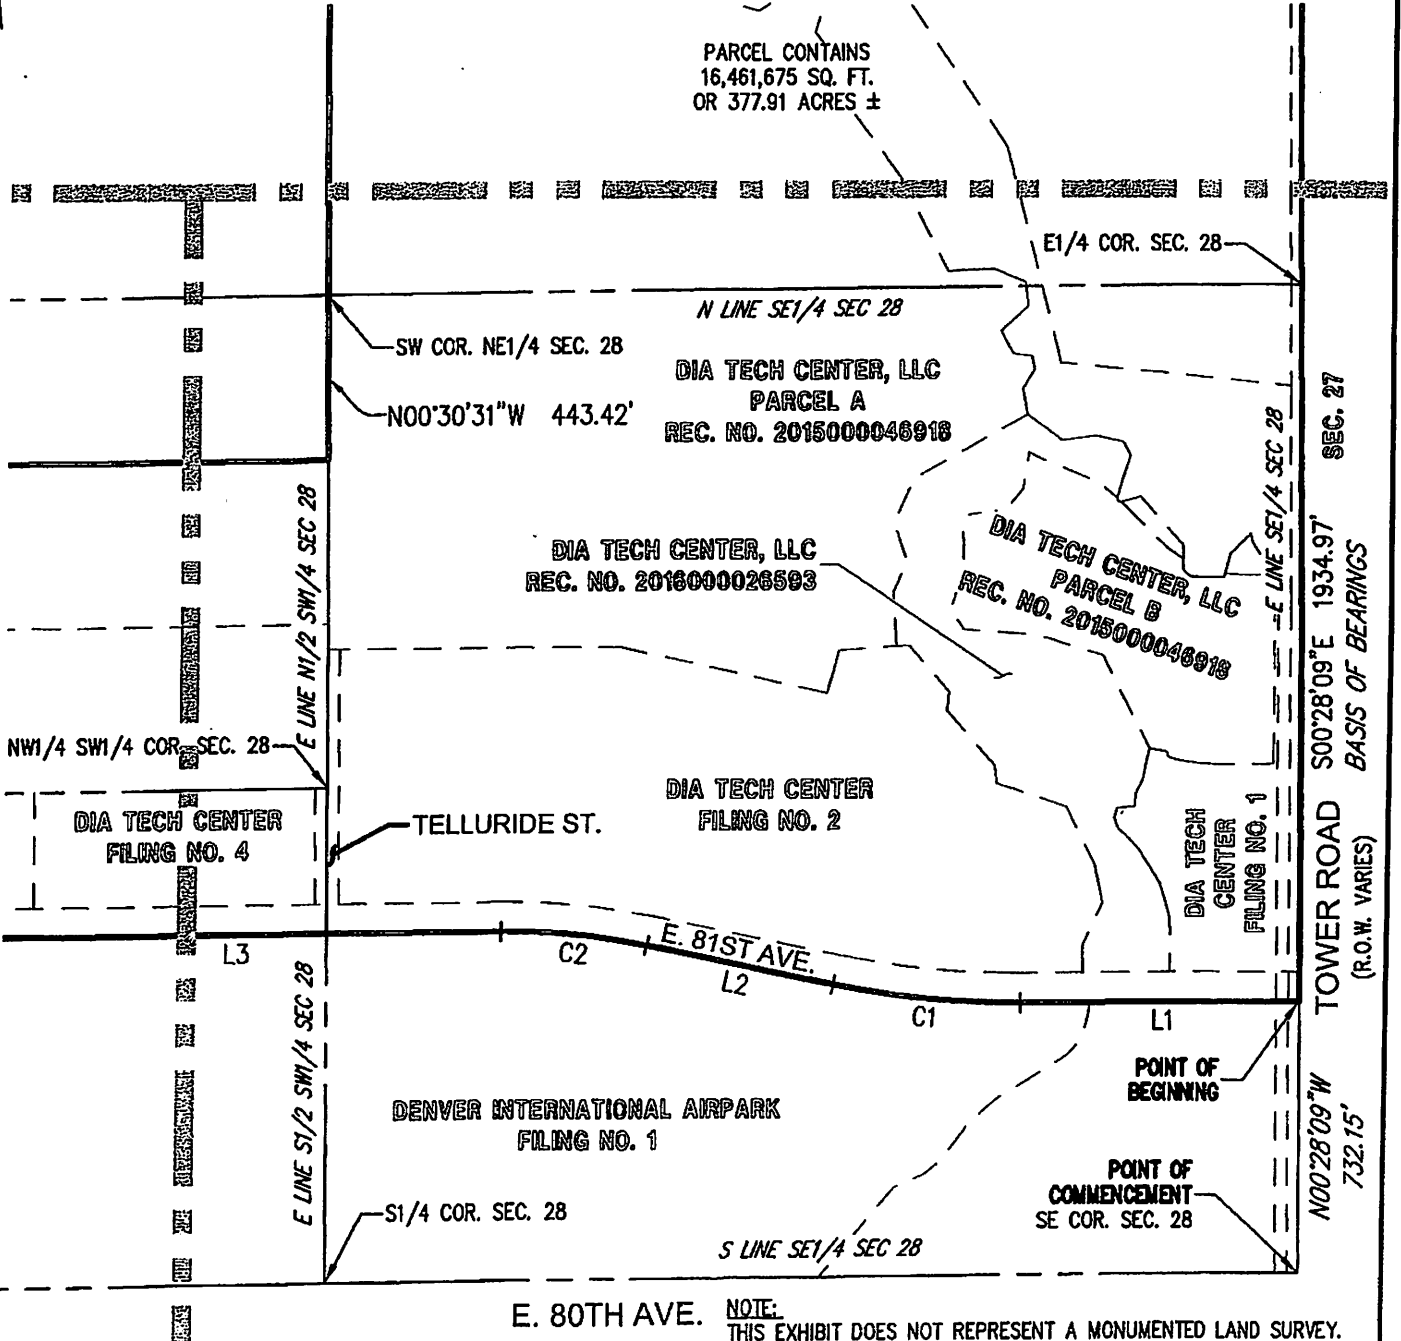 PARCEL CONTAINS
16,461,675 SQ. FT.
OR 377.91 ACRES ±
E1/4 COR. SEC. 28
N LINE SE1/4 SEC 28
SW COR. NE1/4 SEC. 28
N00°30'31"W 443.42'
DIA TECH CENTER, LLC
PARCEL A
REC. NO. 2015000046918
SEC. 27
E LINE SE1/4 SEC 28
E LINE N1/2 SW1/4 SEC 28
DIA TECH CENTER, LLC
REC. NO. 2016000026593
DIA TECH CENTER, LLC
PARCEL B
REC. NO. 2015000046918
S00°28'09"E 1934.97'
BASIS OF BEARINGS
NW1/4 SW1/4 COR. SEC. 28
DIA TECH CENTER
FILING NO. 4
TELLURIDE ST.
DIA TECH CENTER
FILING NO. 2
DIA TECH
CENTER
FILING NO. 1
TOWER ROAD
(R.O.W. VARIES)
L3
C2
E. 81ST AVE.
L2
C1
L1
E LINE S1/2 SW1/4 SEC 28
POINT OF
BEGINNING
DENVER INTERNATIONAL AIRPARK
FILING NO. 1
N00°28'09"W
732.15'
POINT OF
COMMENCEMENT
SE COR. SEC. 28
S1/4 COR. SEC. 28
S LINE SE1/4 SEC 28
E. 80TH AVE.
NOTE:
THIS EXHIBIT DOES NOT REPRESENT A MONUMENTED LAND SURVEY.